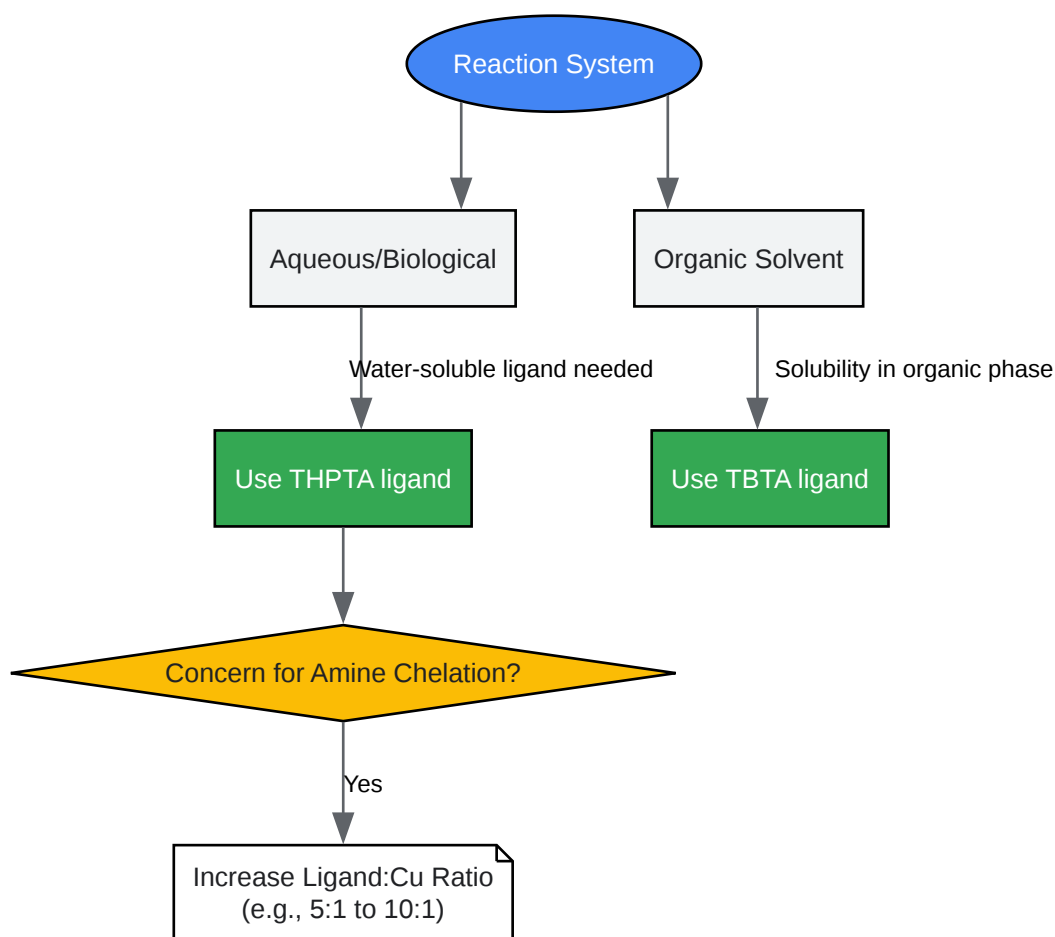 Reaction System
Aqueous/Biological
Organic Solvent
Water-soluble ligand needed
Solubility in organic phase
Use THPTA ligand
Use TBTA ligand
Concern for Amine Chelation?
Yes
Increase Ligand:Cu Ratio
(e.g., 5:1 to 10:1)